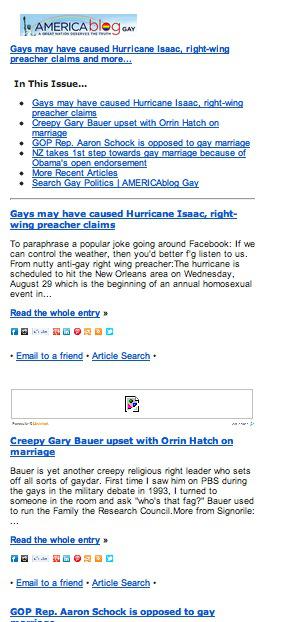 AMERICAblog GAY
A GREAT NATION DESERVES THE TRUTH
Gays may have caused Hurricane Isaac, right-wing
preacher claims and more...
In This Issue...
Gays may have caused Hurricane Isaac, right-wing
preacher claims
Creepy Gary Bauer upset with Orrin Hatch on
marriage
GOP Rep. Aaron Schock is opposed to gay marriage
NZ takes 1st step towards gay marriage because of
Obama's open endorsement
More Recent Articles
Search Gay Politics | AMERICAblog Gay
Gays may have caused Hurricane Isaac, right-
wing preacher claims
To paraphrase a popular joke going around Facebook: If we
can control the weather, then you'd better f'g listen to us.
From nutty anti-gay right wing preacher:The hurricane is
scheduled to hit the New Orleans area on Wednesday,
August 29 which is the beginning of an annual homosexual
event in...
Read the whole entry »
• Email to a friend • Article Search •
Creepy Gary Bauer upset with Orrin Hatch on
marriage
Bauer is yet another creepy religious right leader who sets
off all sorts of gaydar. First time I saw him on PBS during
the gays in the military debate in 1993, I turned to
someone in the room and ask "who's that fag?" Bauer used
to run the Family the Research Council.More from Signorile:
...
Read the whole entry »
• Email to a friend • Article Search •
GOP Rep. Aaron Schock is opposed to gay
marriage